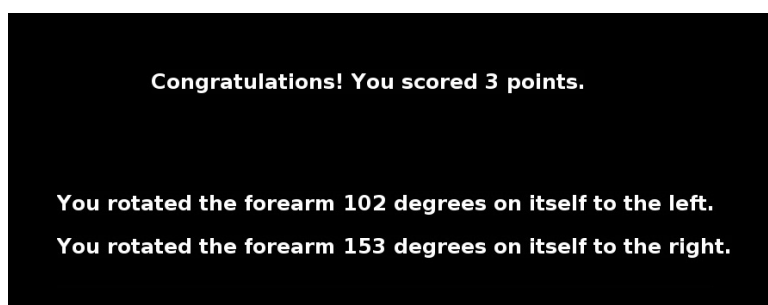 Congratulations! You scored 3 points.
You rotated the forearm 102 degrees on itself to the left.
You rotated the forearm 153 degrees on itself to the right.